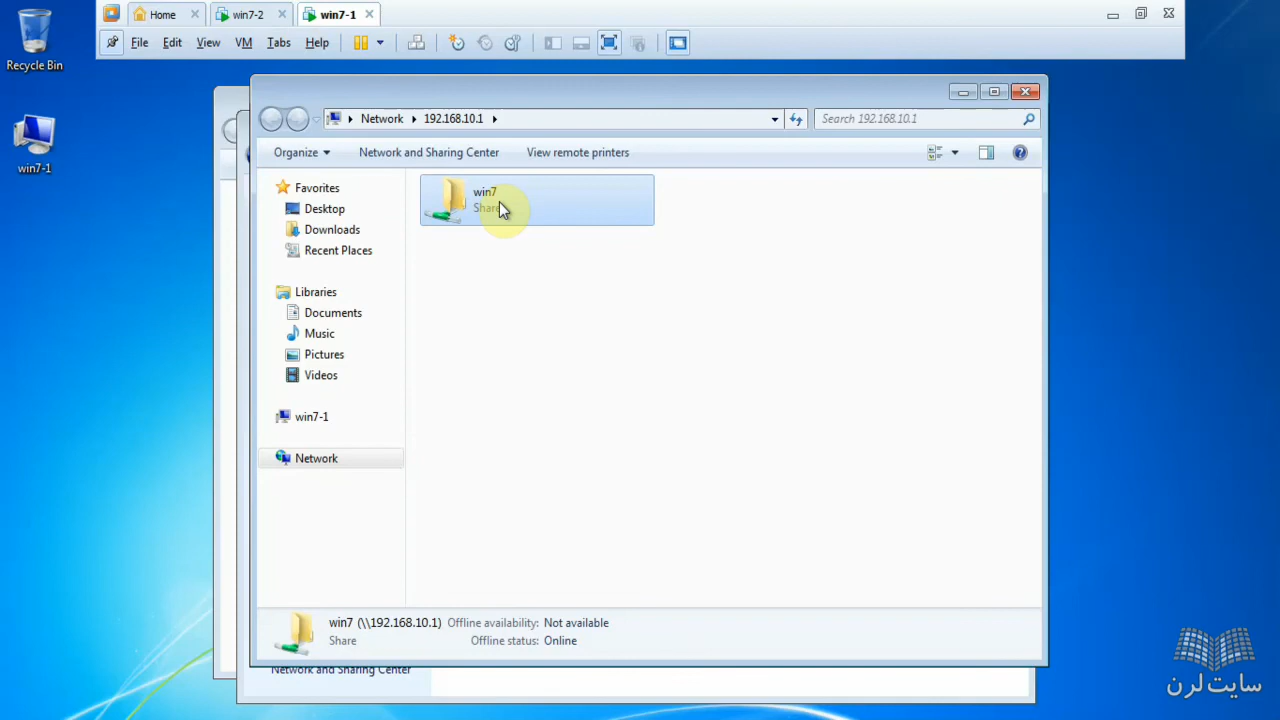 Home
win7-2
win7-1
File Edit View VM Tabs Help
Recycle Bin
win7-1
Network
192.168.10.1
Search 192.168.10.1
Organize
Network and Sharing Center
View remote printers
Favorites
Desktop
Downloads
Recent Places
Libraries
Documents
Music
Pictures
Videos
win7-1
Network
win7
Share
win7 (\\192.168.10.1) Offline availability: Not available
Share Offline status: Online
Network and Sharing Center
سایت لرن